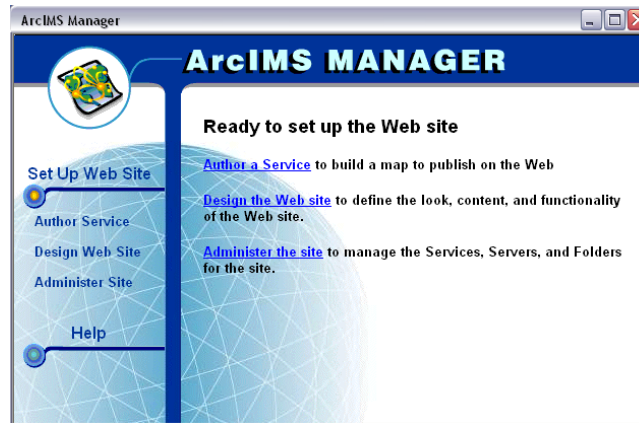 ArcIMS Manager
ArcIMS MANAGER
Ready to set up the Web site
Author a Service to build a map to publish on the Web
Design the Web site to define the look, content, and functionality
of the Web site.
Administer the site to manage the Services, Servers, and Folders
for the site.
Set Up Web Site
Author Service
Design Web Site
Administer Site
Help